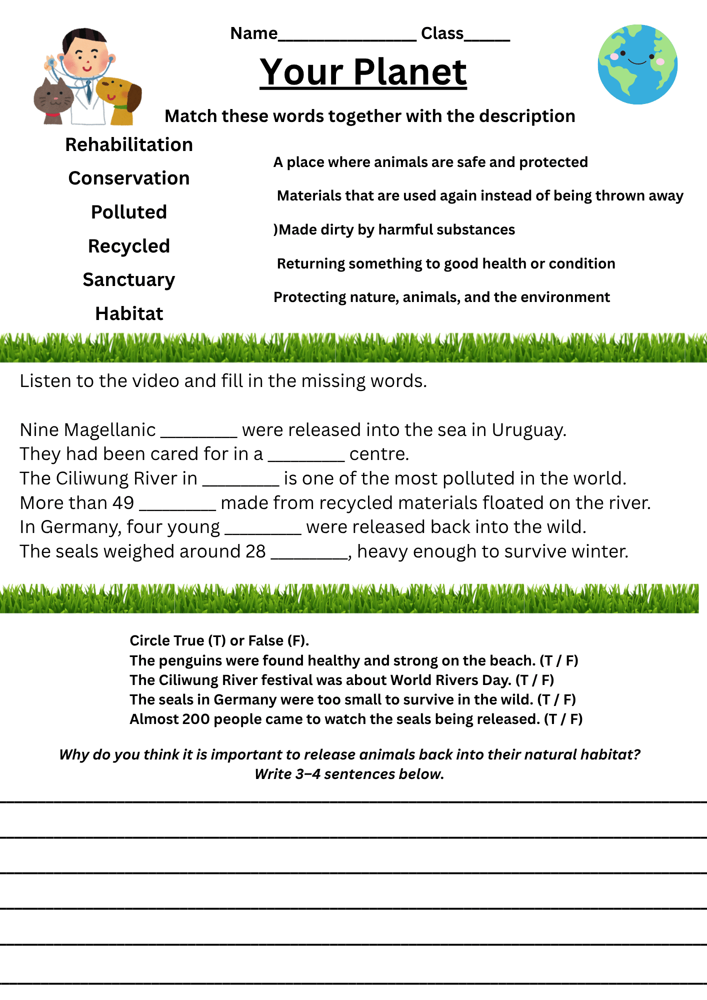 Name__________________ Class______
Your Planet
Match these words together with the description
Rehabilitation
Conservation
Polluted
Recycled
Sanctuary
Habitat
A place where animals are safe and protected
Materials that are used again instead of being thrown away
)Made dirty by harmful substances
Returning something to good health or condition
Protecting nature, animals, and the environment
Listen to the video and fill in the missing words.
Nine Magellanic __________ were released into the sea in Uruguay.
They had been cared for in a __________ centre.
The Ciliwung River in __________ is one of the most polluted in the world.
More than 49 __________ made from recycled materials floated on the river.
In Germany, four young __________ were released back into the wild.
The seals weighed around 28 __________, heavy enough to survive winter.
Circle True (T) or False (F).
The penguins were found healthy and strong on the beach. (T / F)
The Ciliwung River festival was about World Rivers Day. (T / F)
The seals in Germany were too small to survive in the wild. (T / F)
Almost 200 people came to watch the seals being released. (T / F)
Why do you think it is important to release animals back into their natural habitat?
Write 3–4 sentences below.